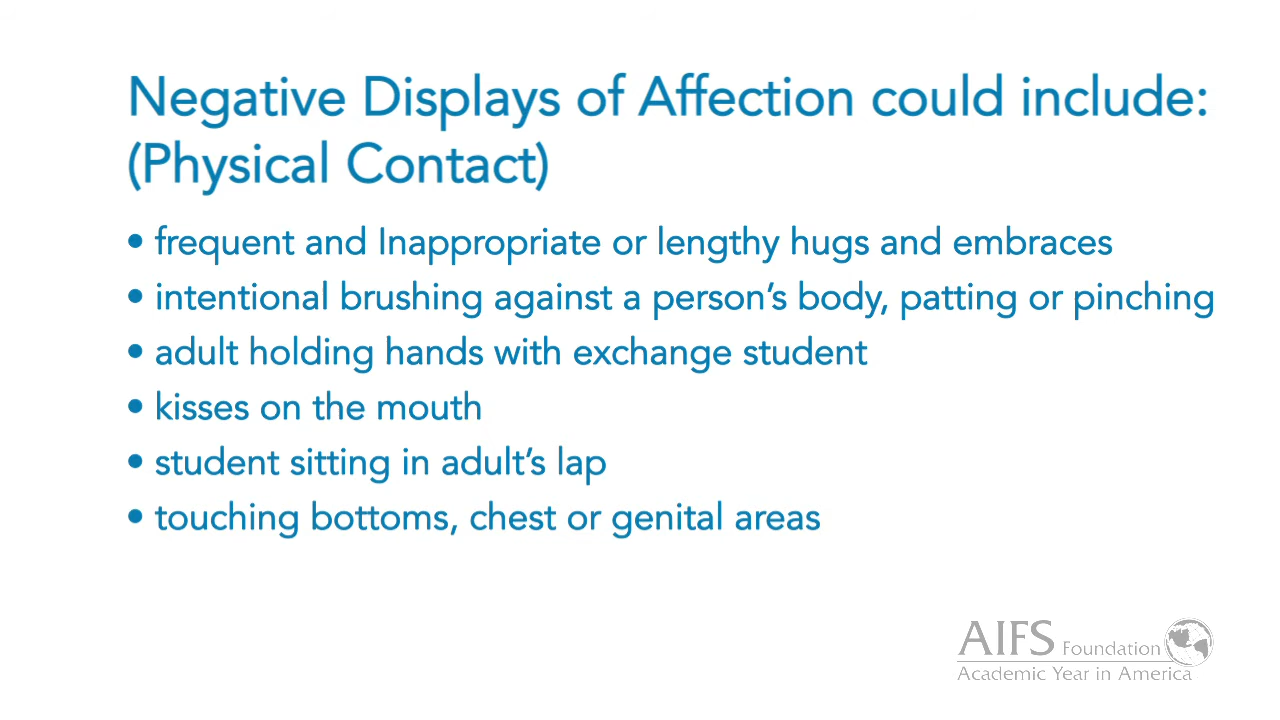 Negative Displays of Affection could include:
(Physical Contact)
• frequent and Inappropriate or lengthy hugs and embraces
• intentional brushing against a person’s body, patting or pinching
• adult holding hands with exchange student
• kisses on the mouth
• student sitting in adult’s lap
• touching bottoms, chest or genital areas
AIFS Foundation
Academic Year in America